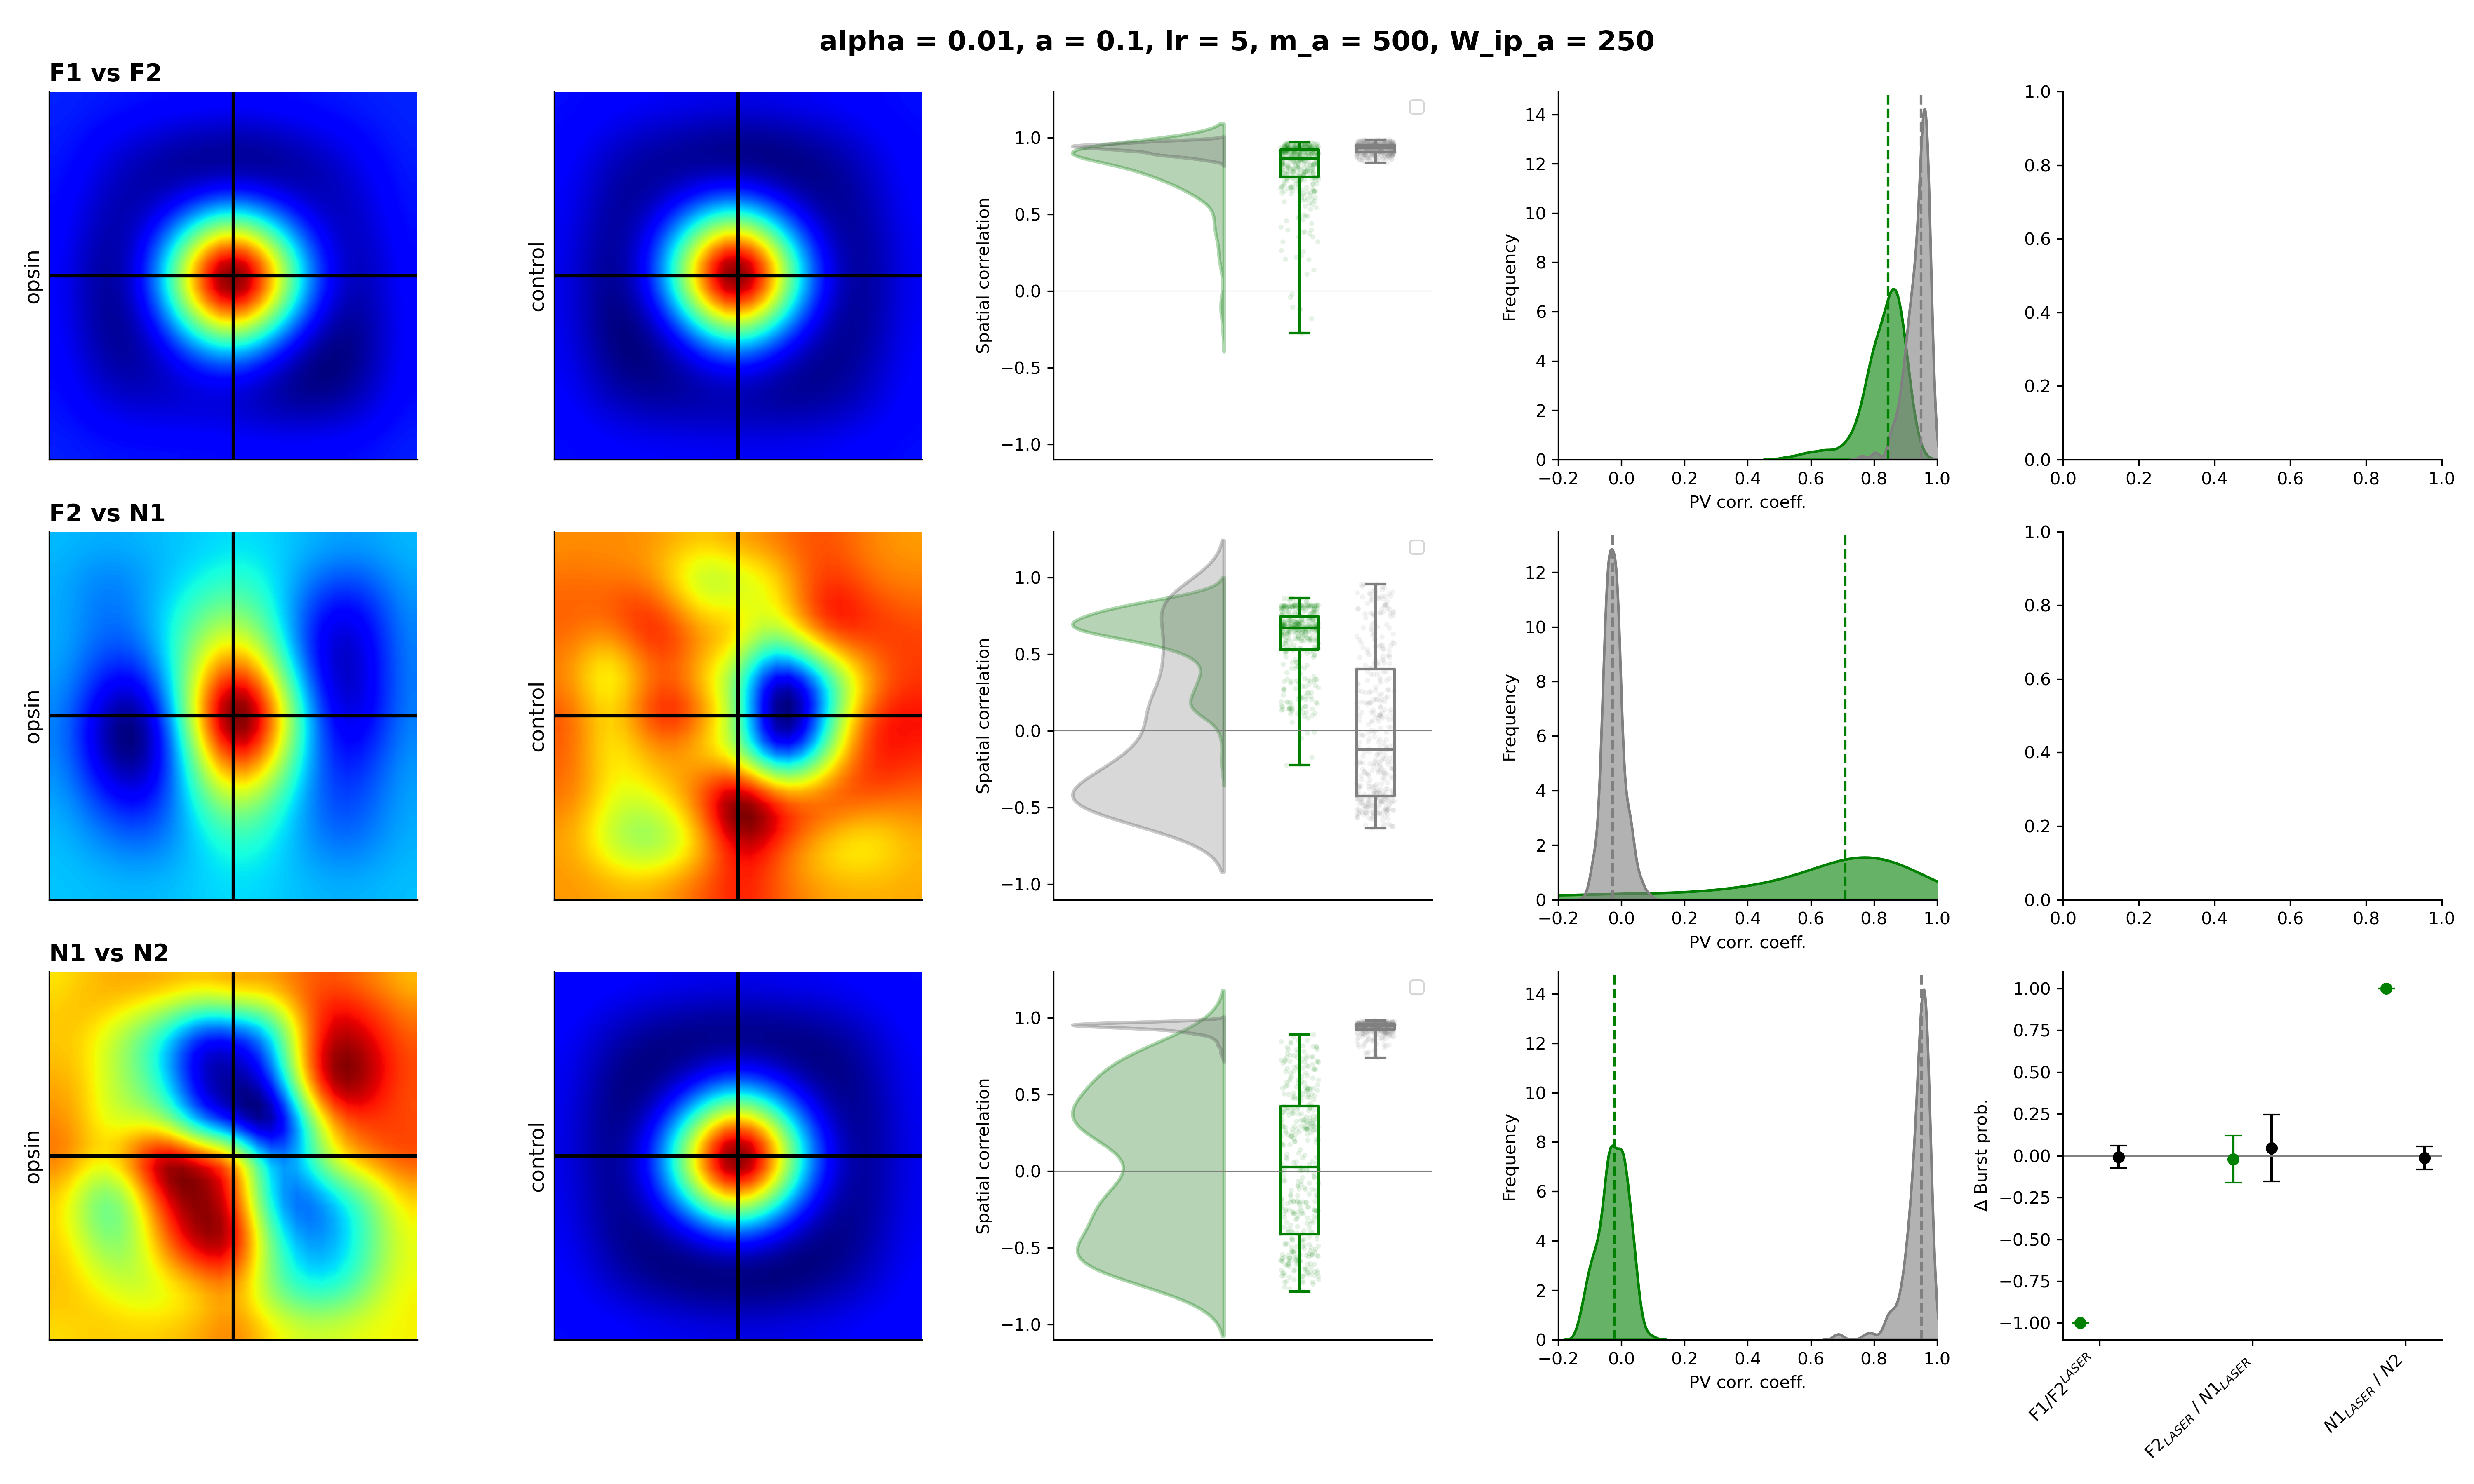 alpha = 0.01, a = 0.1, lr = 5, m_a = 500, W_ip_a = 250
F1 vs F2
opsin
control
Spatial correlation
1.0
0.5
0.0
−0.5
−1.0
Frequency
14
12
10
8
6
4
2
0
−0.2 0.0 0.2 0.4 0.6 0.8 1.0
PV corr. coeff.
1.0
0.8
0.6
0.4
0.2
0.0
0.0 0.2 0.4 0.6 0.8 1.0
F2 vs N1
opsin
control
Spatial correlation
1.0
0.5
0.0
−0.5
−1.0
Frequency
12
10
8
6
4
2
0
−0.2 0.0 0.2 0.4 0.6 0.8 1.0
PV corr. coeff.
1.0
0.8
0.6
0.4
0.2
0.0
0.0 0.2 0.4 0.6 0.8 1.0
N1 vs N2
opsin
control
Spatial correlation
1.0
0.5
0.0
−0.5
−1.0
Frequency
14
12
10
8
6
4
2
0
−0.2 0.0 0.2 0.4 0.6 0.8 1.0
PV corr. coeff.
Δ Burst prob.
1.00
0.75
0.50
0.25
0.00
−0.25
−0.50
−0.75
−1.00
F1/F2^LASER
F2_LASER / N1_LASER
N1_LASER / N2